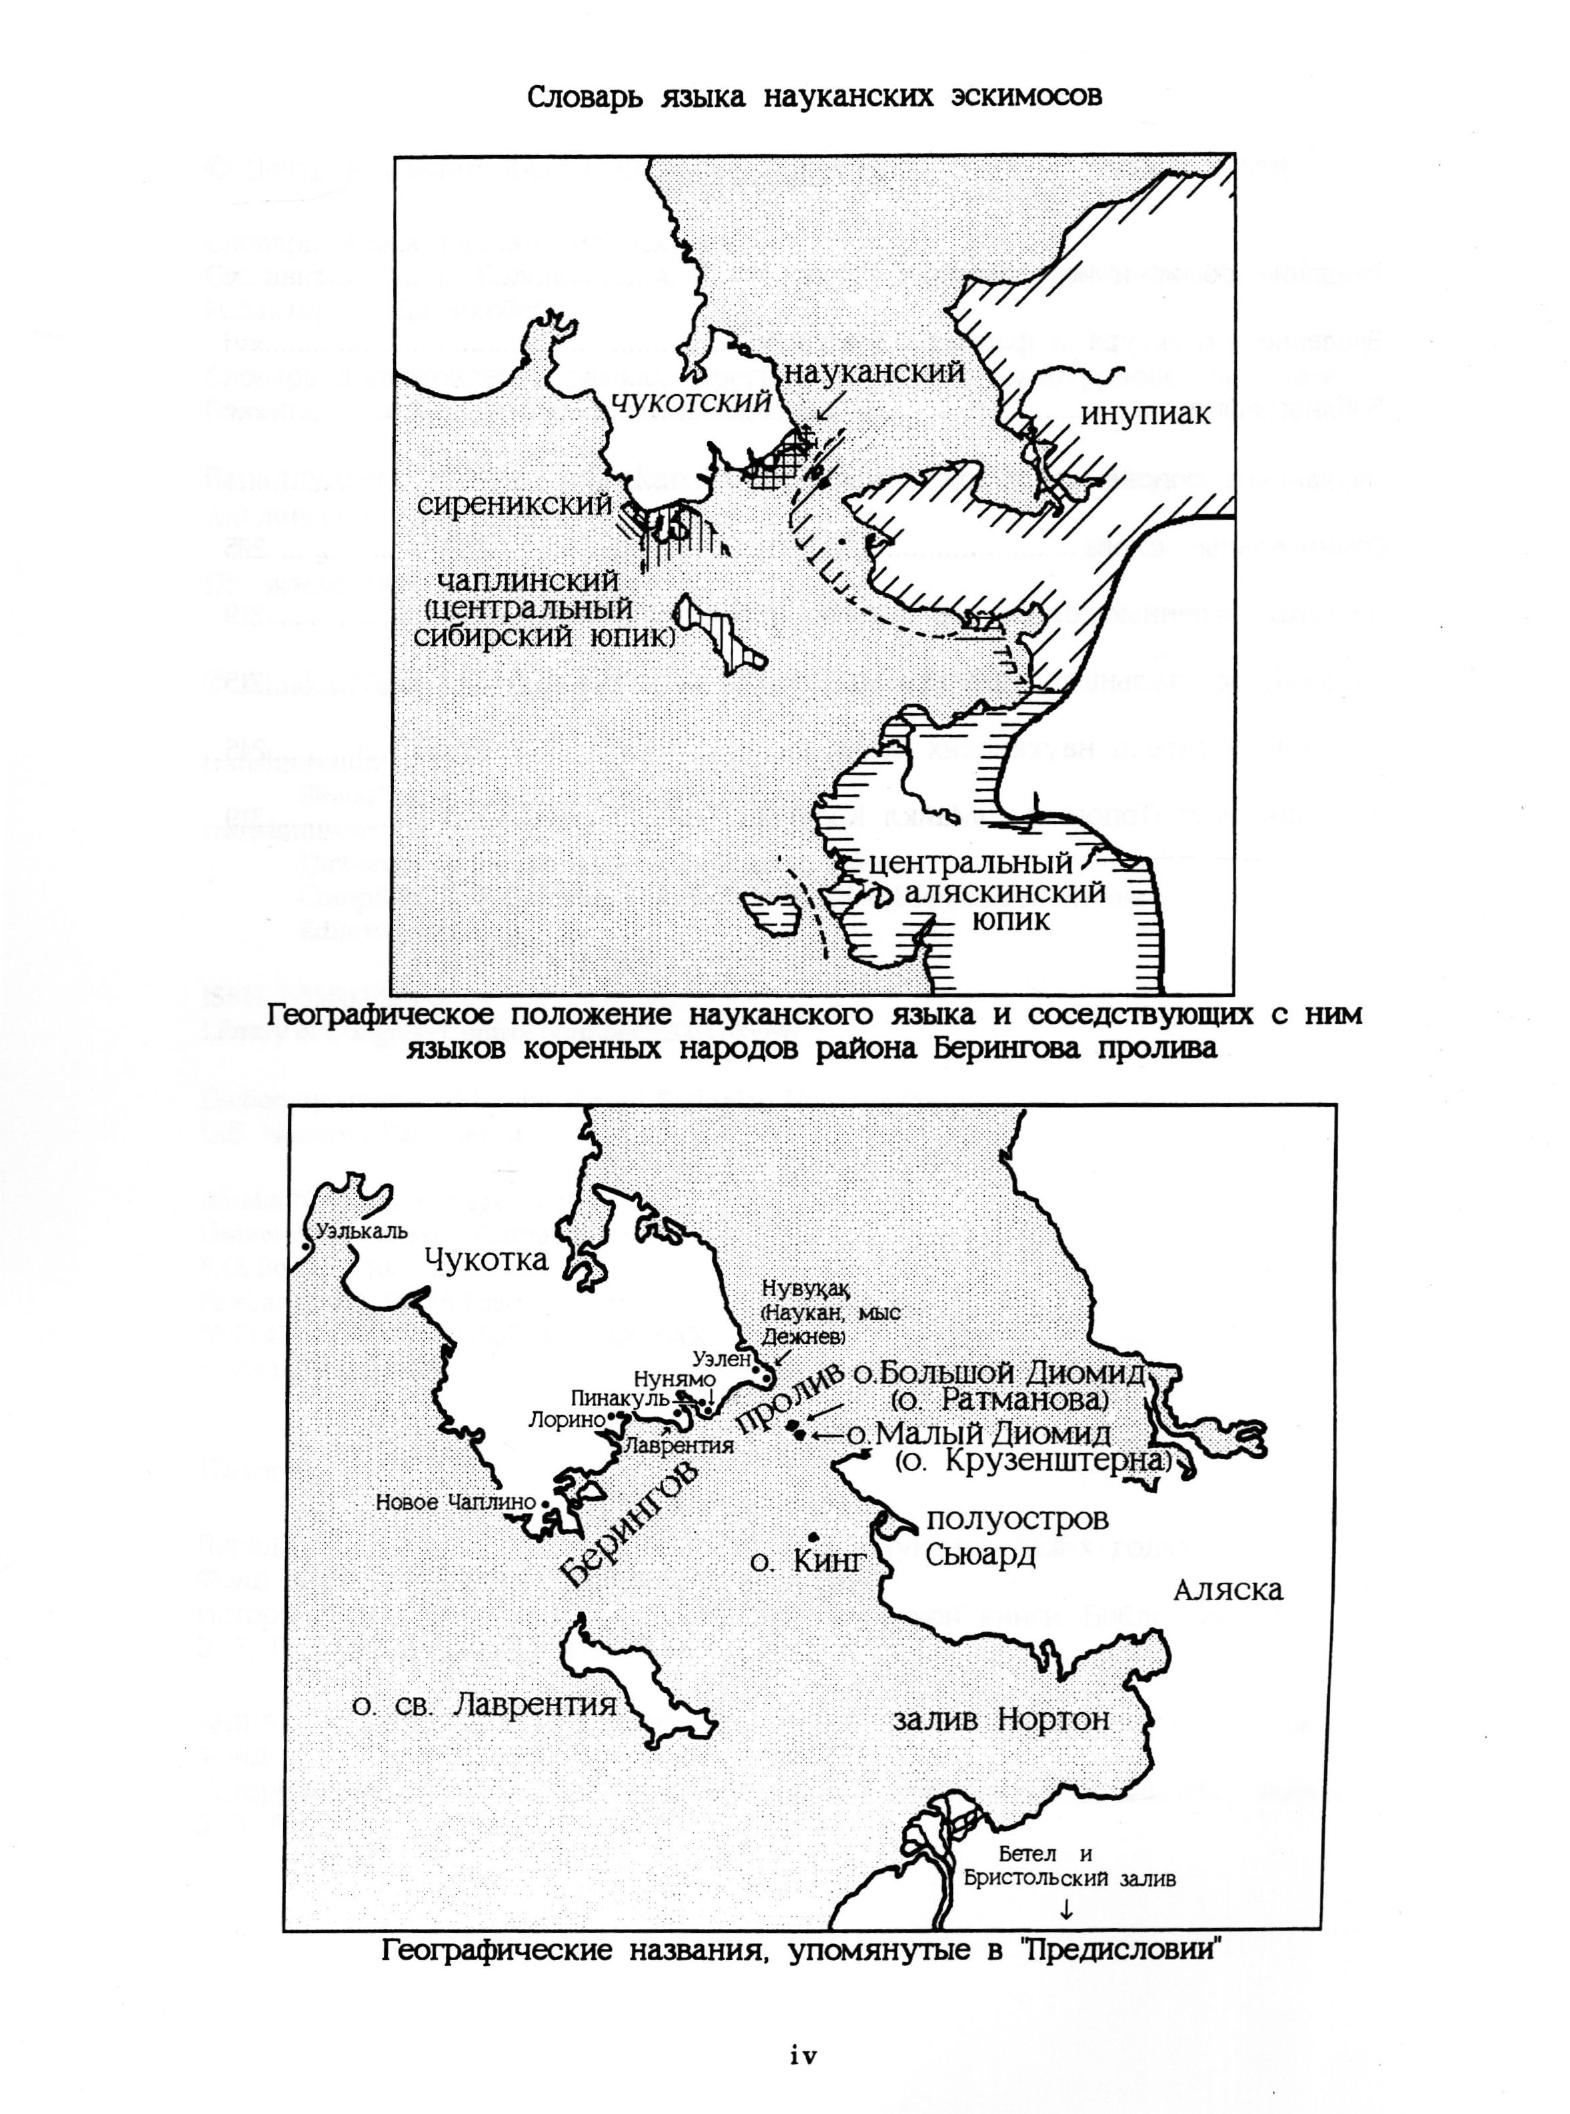 Словарь языка науканских эскимосов
науканский
чукотский
инупиак
сиреникский
чаплинский
(центральный
сибирский юпик)
центральный
аляскинский
юпик
Географическое положение науканского языка и соседствующих с ним
языков коренных народов района Берингова пролива
Уэлькаль
Чукотка
Нувуқақ
(Наукан, мыс
Дежнев)
Уэлен
Нунямо
Пинакуль
Лорино
Лаврентия
Новое Чаплино
Берингов пролив
о.Большой Диомид
(о. Ратманова)
о.Малый Диомид
(о. Крузенштерна)
полуостров
Сьюард
о. Кинг
Аляска
о. св. Лаврентия
залив Нортон
Бетел и
Бристольский залив
Географические названия, упомянутые в "Предисловии"
iv